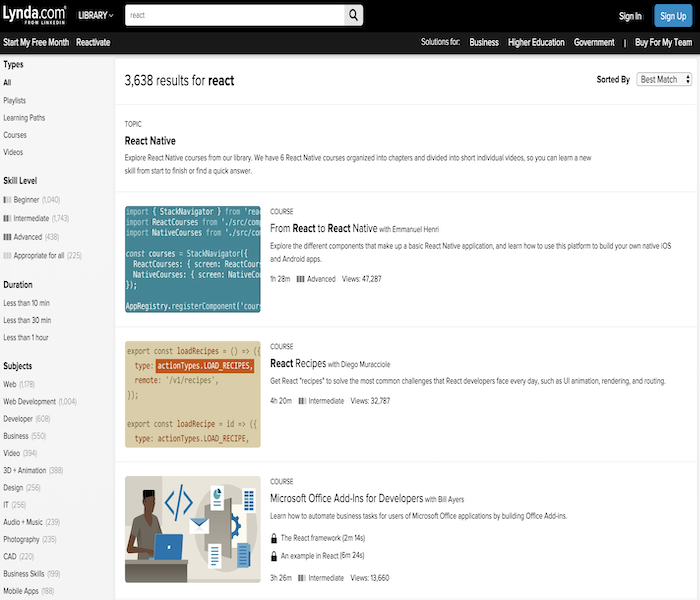 Lynda.com
FROM LINKEDIN
LIBRARY
react
Sign In
Sign Up
Start My Free Month
Reactivate
Solutions for:
Business
Higher Education
Government
|
Buy For My Team
Types
All
Playlists
Learning Paths
Courses
Videos
Skill Level
Beginner (1,040)
Intermediate (1,743)
Advanced (438)
Appropriate for all (225)
Duration
Less than 10 min
Less than 30 min
Less than 1 hour
Subjects
Web (1,178)
Web Development (1,004)
Developer (608)
Business (550)
Video (394)
3D + Animation (388)
Design (256)
IT (256)
Audio + Music (239)
Photography (235)
CAD (220)
Business Skills (199)
Mobile Apps (188)
3,638 results for react
Sorted By
Best Match
TOPIC
React Native
Explore React Native courses from our library. We have 6 React Native courses organized into chapters and divided into short individual videos, so you can learn a new
skill from start to finish or find a quick answer.
import { StackNavigator } from 'rea
import ReactCourses from './src/com
import NativeCourses from './src/co
const courses = StackNavigator({
ReactCourses: { screen: ReactCours
NativeCourses: { screen: NativeCou
});
AppRegistry.registerComponent('cour
COURSE
From React to React Native with Emmanuel Henri
Explore the different components that make up a basic React Native application, and learn how to use this platform to build your own native iOS
and Android apps.
1h 28m
Advanced
Views: 47,287
export const loadRecipes = () => ({
type: actionTypes.LOAD_RECIPES,
remote: '/v1/recipes',
});
export const loadRecipe = id => ({
type: actionTypes.LOAD_RECIPE,
COURSE
React Recipes with Diego Muracciole
Get React "recipes" to solve the most common challenges that React developers face every day, such as UI animation, rendering, and routing.
4h 20m
Intermediate
Views: 32,787
</>
COURSE
Microsoft Office Add-Ins for Developers with Bill Ayers
Learn how to automate business tasks for users of Microsoft Office applications by building Office Add-ins.
The React framework (2m 14s)
An example in React (6m 24s)
3h 26m
Intermediate
Views: 13,660